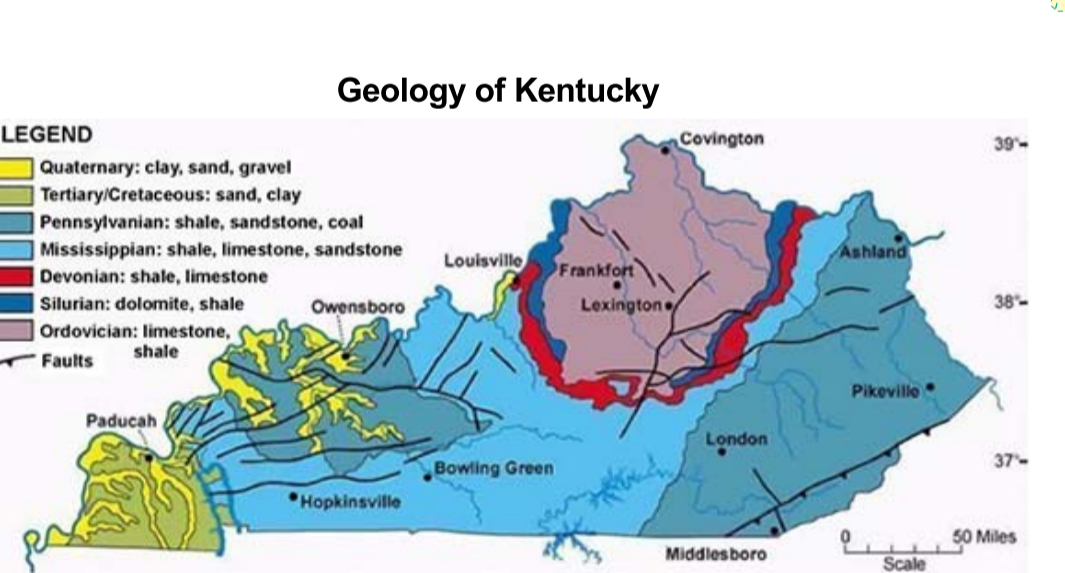 Geology of Kentucky
LEGEND
Quaternary: clay, sand, gravel
Tertiary/Cretaceous: sand, clay
Pennsylvanian: shale, sandstone, coal
Mississippian: shale, limestone, sandstone
Devonian: shale, limestone
Silurian: dolomite, shale
Ordovician: limestone,
shale
Faults
Covington
39°
Ashland
Louisville
Frankfort
Lexington
38°
Owensboro
Pikeville
Paducah
London
37°
Bowling Green
Hopkinsville
Middlesboro
0 50 Miles
Scale